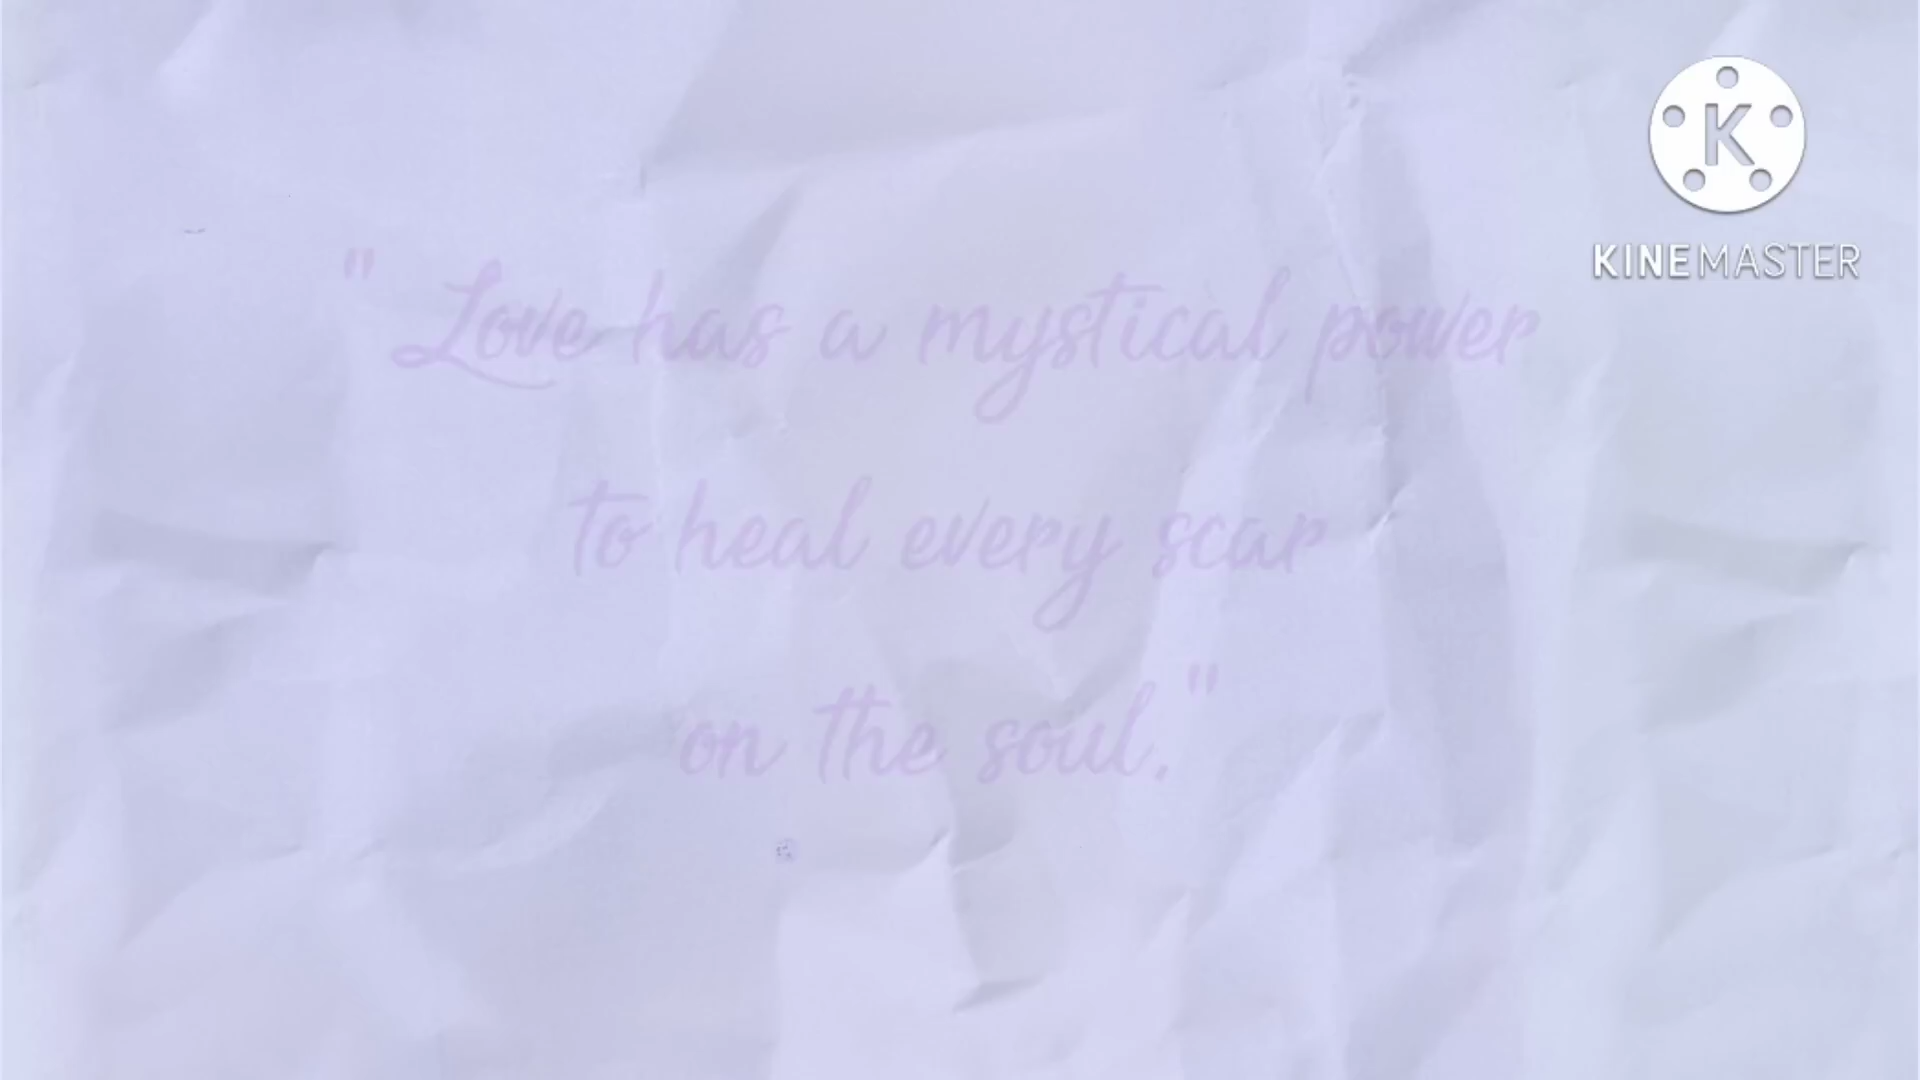 K
KINEMASTER
" Love has a mystical power
to heal every scar
on the soul."